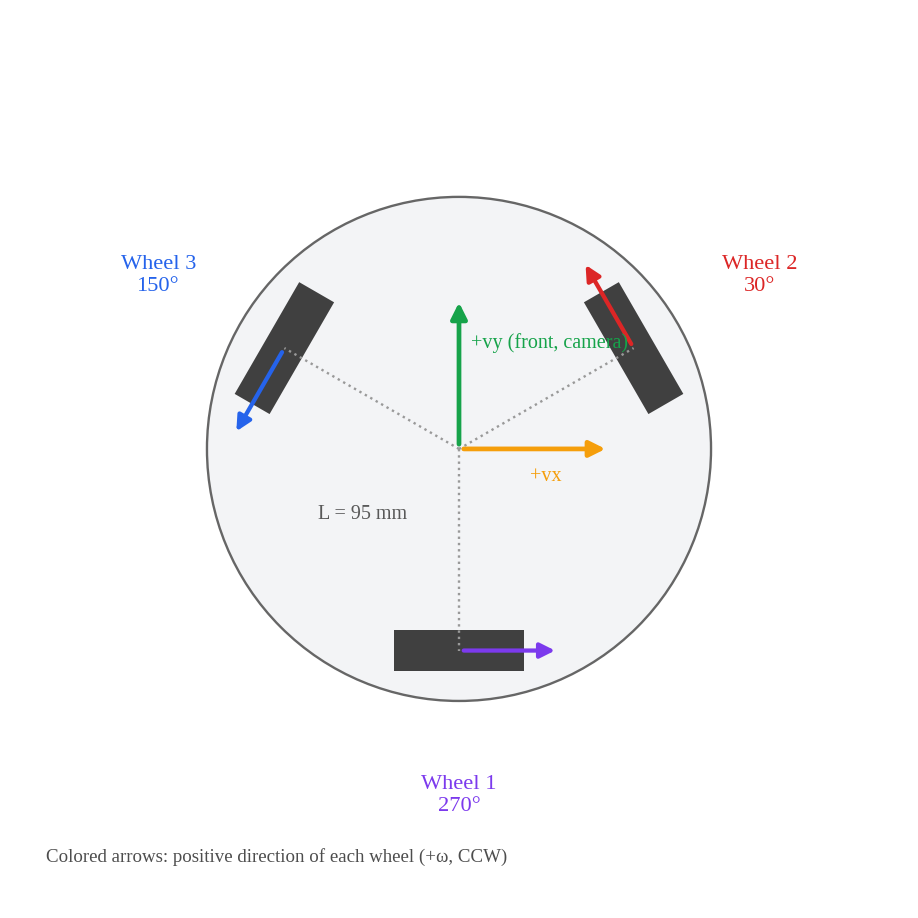 Wheel 3
150°
Wheel 2
30°
+vy (front, camera)
+vx
L = 95 mm
Wheel 1
270°
Colored arrows: positive direction of each wheel (+ω, CCW)